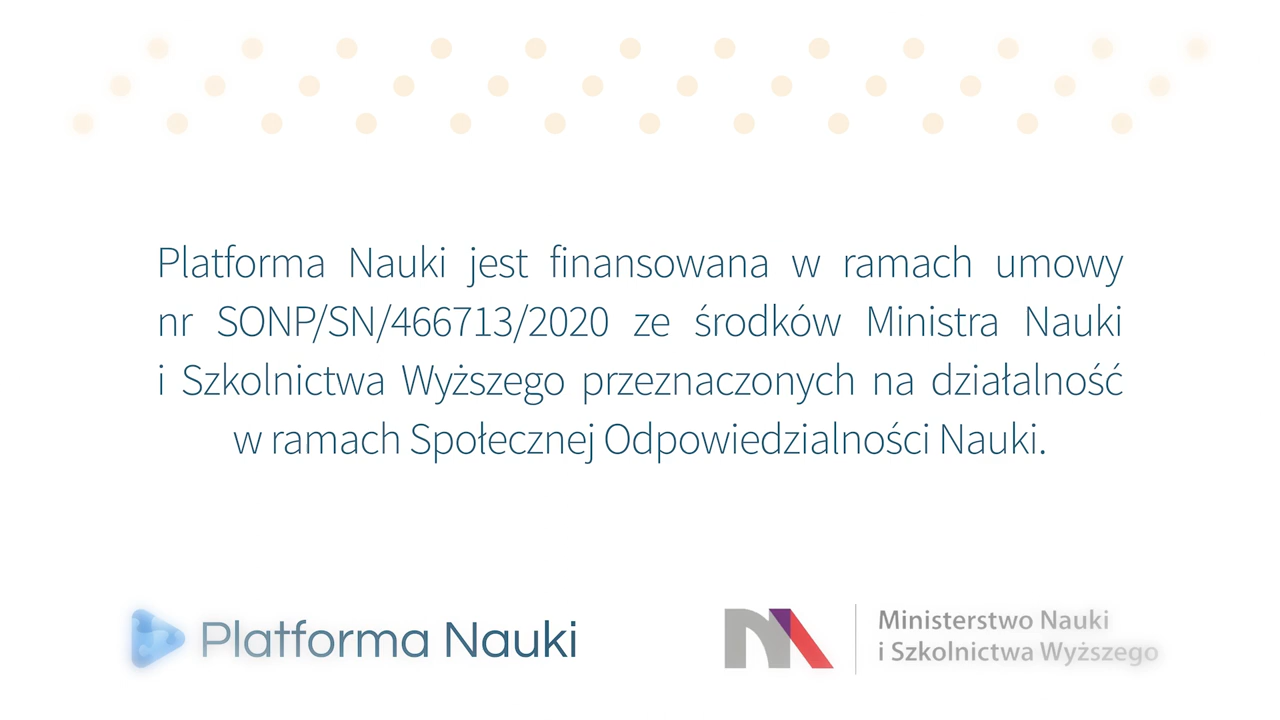 Platforma Nauki jest finansowana w ramach umowy
nr SONP/SN/466713/2020 ze środków Ministra Nauki
i Szkolnictwa Wyższego przeznaczonych na działalność
w ramach Społecznej Odpowiedzialności Nauki.
Platforma Nauki
Ministerstwo Nauki
i Szkolnictwa Wyższego